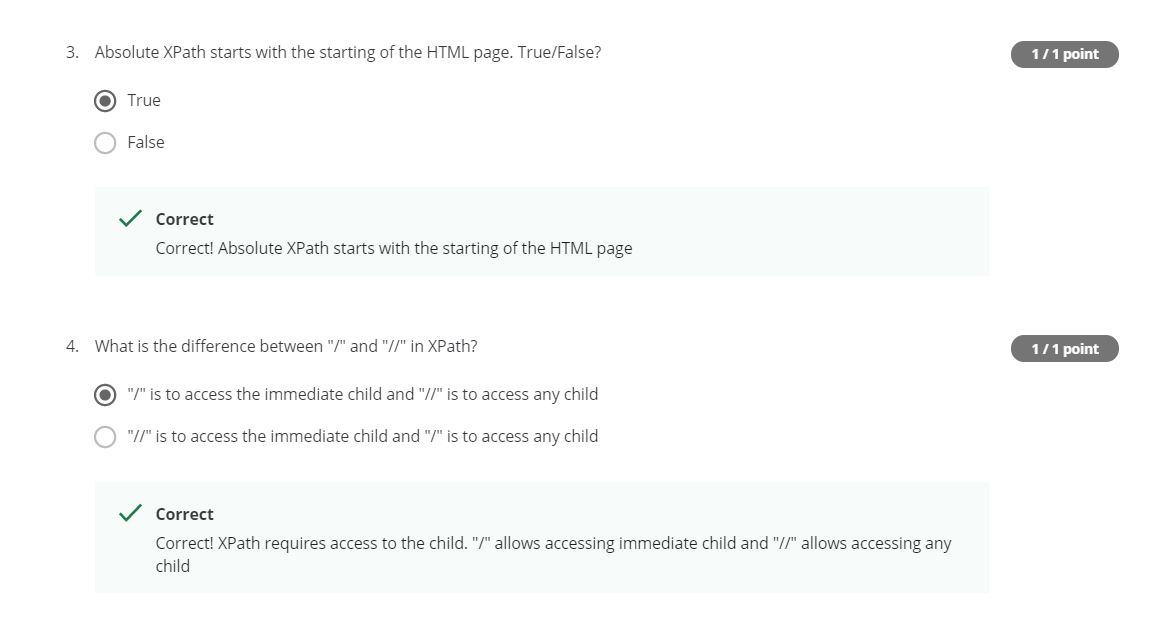 3. Absolute XPath starts with the starting of the HTML page. True/False?
1 / 1 point
True
False
Correct
Correct! Absolute XPath starts with the starting of the HTML page
4. What is the difference between "/" and "//" in XPath?
1 / 1 point
"/" is to access the immediate child and "//" is to access any child
"//" is to access the immediate child and "/" is to access any child
Correct
Correct! XPath requires access to the child. "/" allows accessing immediate child and "//" allows accessing any
child